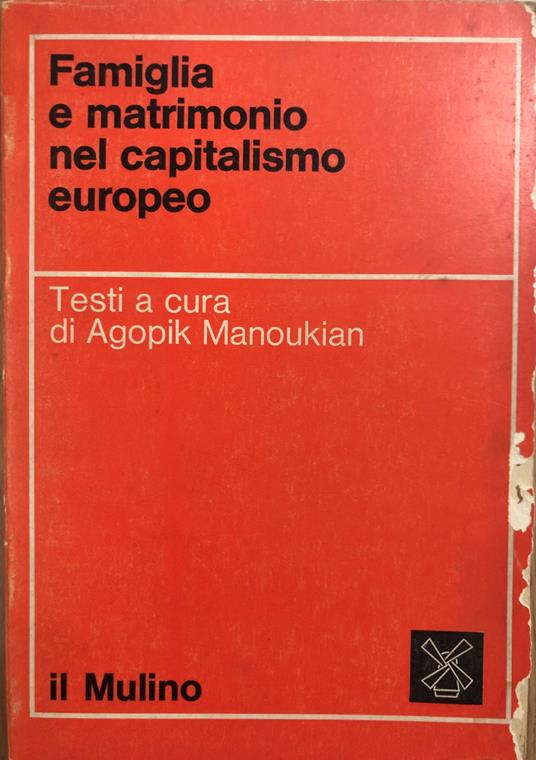 Famiglia
e matrimonio
nel capitalismo
europeo
Testi a cura
di Agopik Manoukian
il Mulino